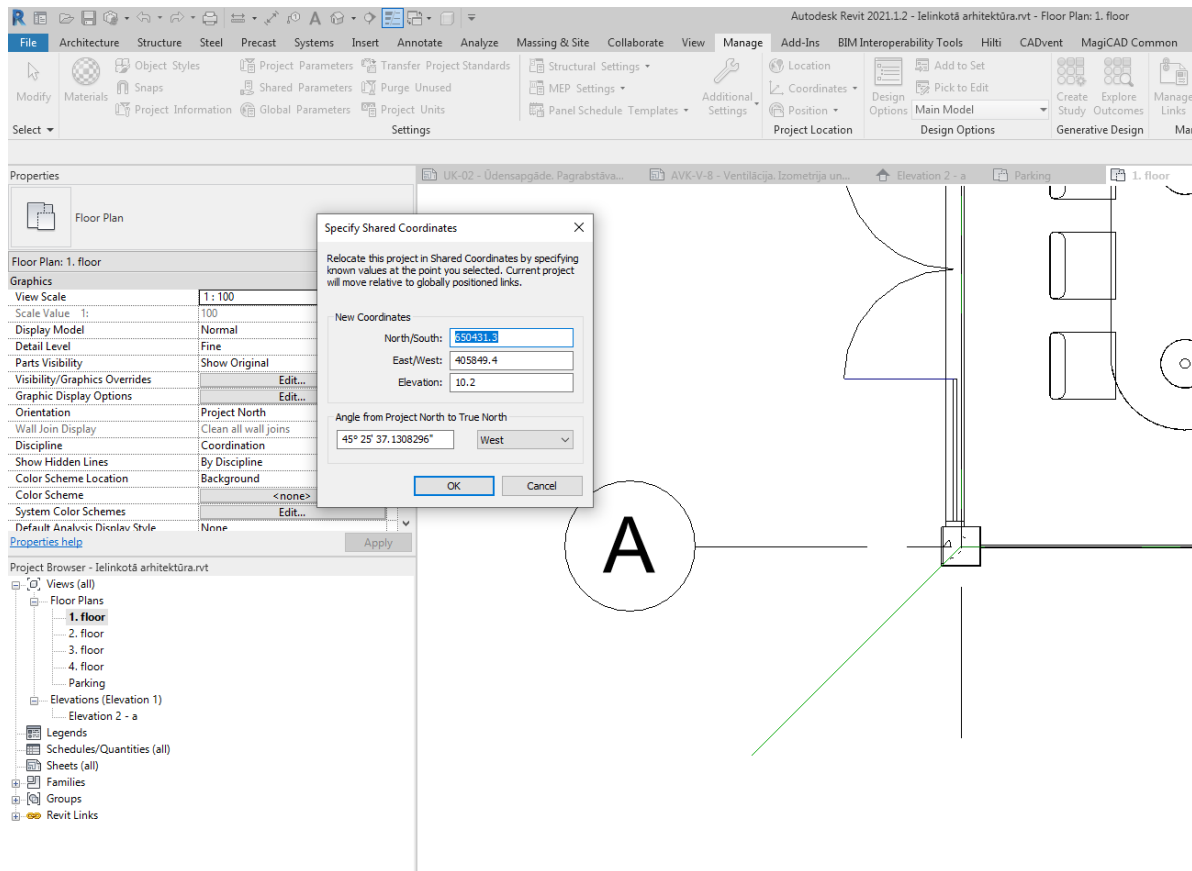 Autodesk Revit 2021.1.2 - Ielinkotā arhitektūra.rvt - Floor Plan: 1. floor
File Architecture Structure Steel Precast Systems Insert Annotate Analyze Massing & Site Collaborate View Manage Add-Ins BIM Interoperability Tools Hilti CADvent MagiCAD Common
Modify
Materials
Object Styles
Snaps
Project Information
Project Parameters
Shared Parameters
Global Parameters
Transfer Project Standards
Purge Unused
Project Units
Structural Settings
MEP Settings
Panel Schedule Templates
Additional
Settings
Location
Coordinates
Position
Design
Options
Add to Set
Pick to Edit
Main Model
Create
Study
Explore
Outcomes
Manage
Links
Select Settings Project Location Design Options Generative Design Ma
Properties
UK-02 - Ūdensapgāde. Pagrabstāva... AVK-V-8 - Ventilācija. Izometrija un... Elevation 2 - a Parking 1. floor
Floor Plan
Floor Plan: 1. floor
Graphics
View Scale 1 : 100
Scale Value 1: 100
Display Model Normal
Detail Level Fine
Parts Visibility Show Original
Visibility/Graphics Overrides Edit...
Graphic Display Options Edit...
Orientation Project North
Wall Join Display Clean all wall joins
Discipline Coordination
Show Hidden Lines By Discipline
Color Scheme Location Background
Color Scheme <none>
System Color Schemes Edit...
Default Analysis Display Style None
Properties help Apply
Specify Shared Coordinates
Relocate this project in Shared Coordinates by specifying
known values at the point you selected. Current project
will move relative to globally positioned links.
New Coordinates
North/South: 650431.3
East/West: 405849.4
Elevation: 10.2
Angle from Project North to True North
45° 25' 37.1308296" West
OK Cancel
A
Project Browser - Ielinkotā arhitektūra.rvt
Views (all)
Floor Plans
1. floor
2. floor
3. floor
4. floor
Parking
Elevations (Elevation 1)
Elevation 2 - a
Legends
Schedules/Quantities (all)
Sheets (all)
Families
Groups
Revit Links